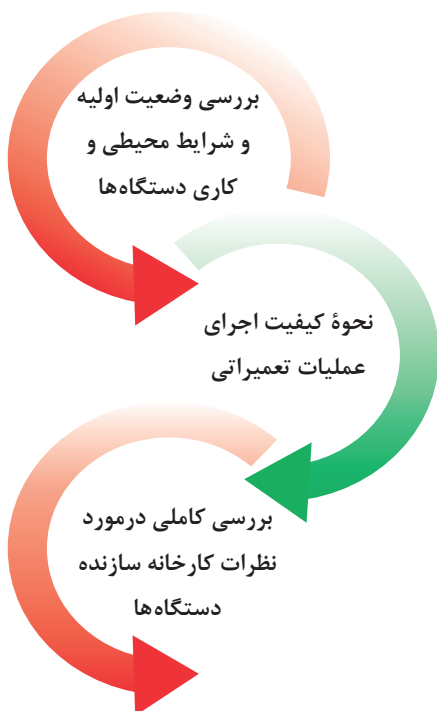 بررسی وضعیت اولیه
و شرایط محیطی و
کاری دستگاه‌ها
نحوهٔ کیفیت اجرای
عملیات تعمیراتی
بررسی کاملی درمورد
نظرات کارخانه سازنده
دستگاه‌ها